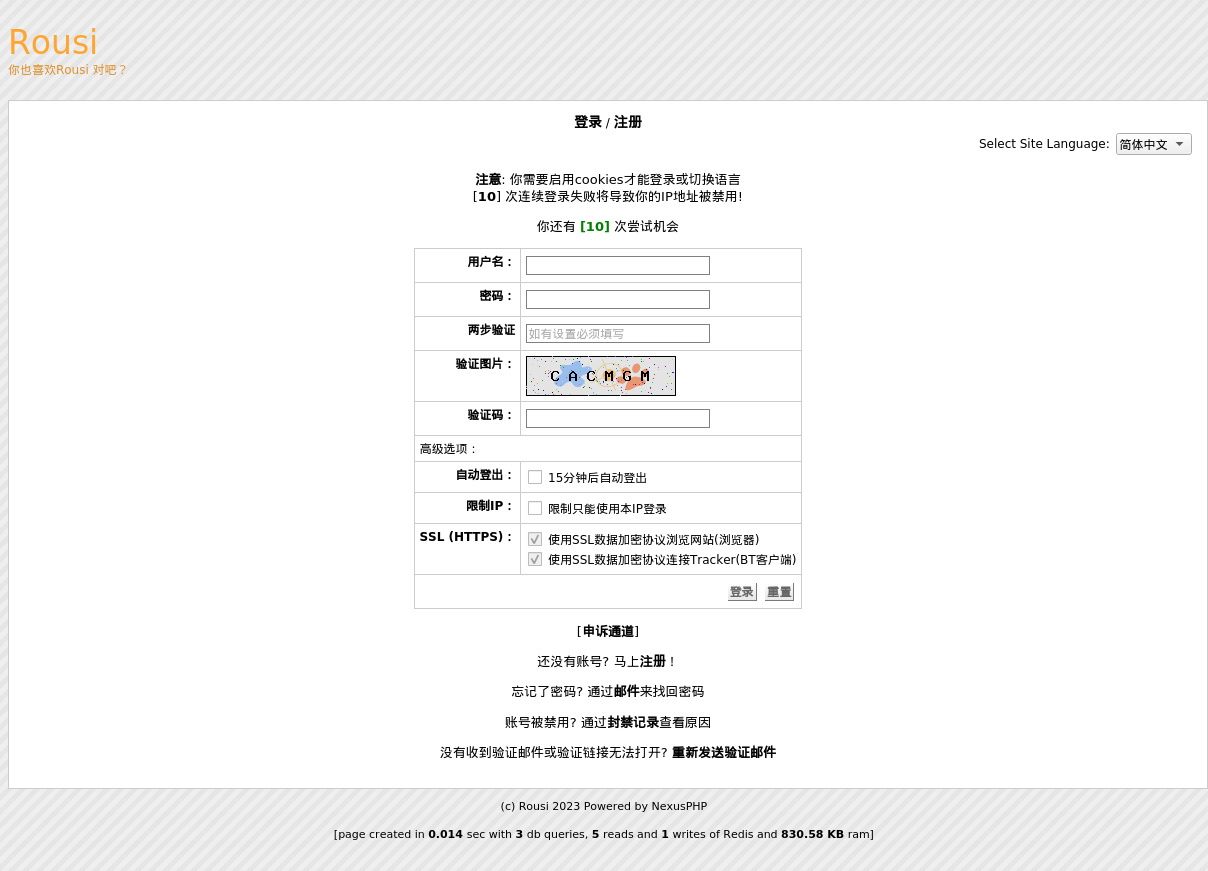 Rousi
你也喜欢Rousi 对吧？
登录 / 注册
Select Site Language: 简体中文
注意: 你需要启用cookies才能登录或切换语言
[10] 次连续登录失败将导致你的IP地址被禁用!
你还有 [10] 次尝试机会
用户名：
密码：
两步验证 如有设置必须填写
验证图片： CACMGM
验证码：
高级选项：
自动登出： 15分钟后自动登出
限制IP： 限制只能使用本IP登录
SSL (HTTPS)： 使用SSL数据加密协议浏览网站(浏览器)
使用SSL数据加密协议连接Tracker(BT客户端)
登录 重置
[申诉通道]
还没有账号? 马上注册！
忘记了密码? 通过邮件来找回密码
账号被禁用? 通过封禁记录查看原因
没有收到验证邮件或验证链接无法打开? 重新发送验证邮件
(c) Rousi 2023 Powered by NexusPHP
[page created in 0.014 sec with 3 db queries, 5 reads and 1 writes of Redis and 830.58 KB ram]